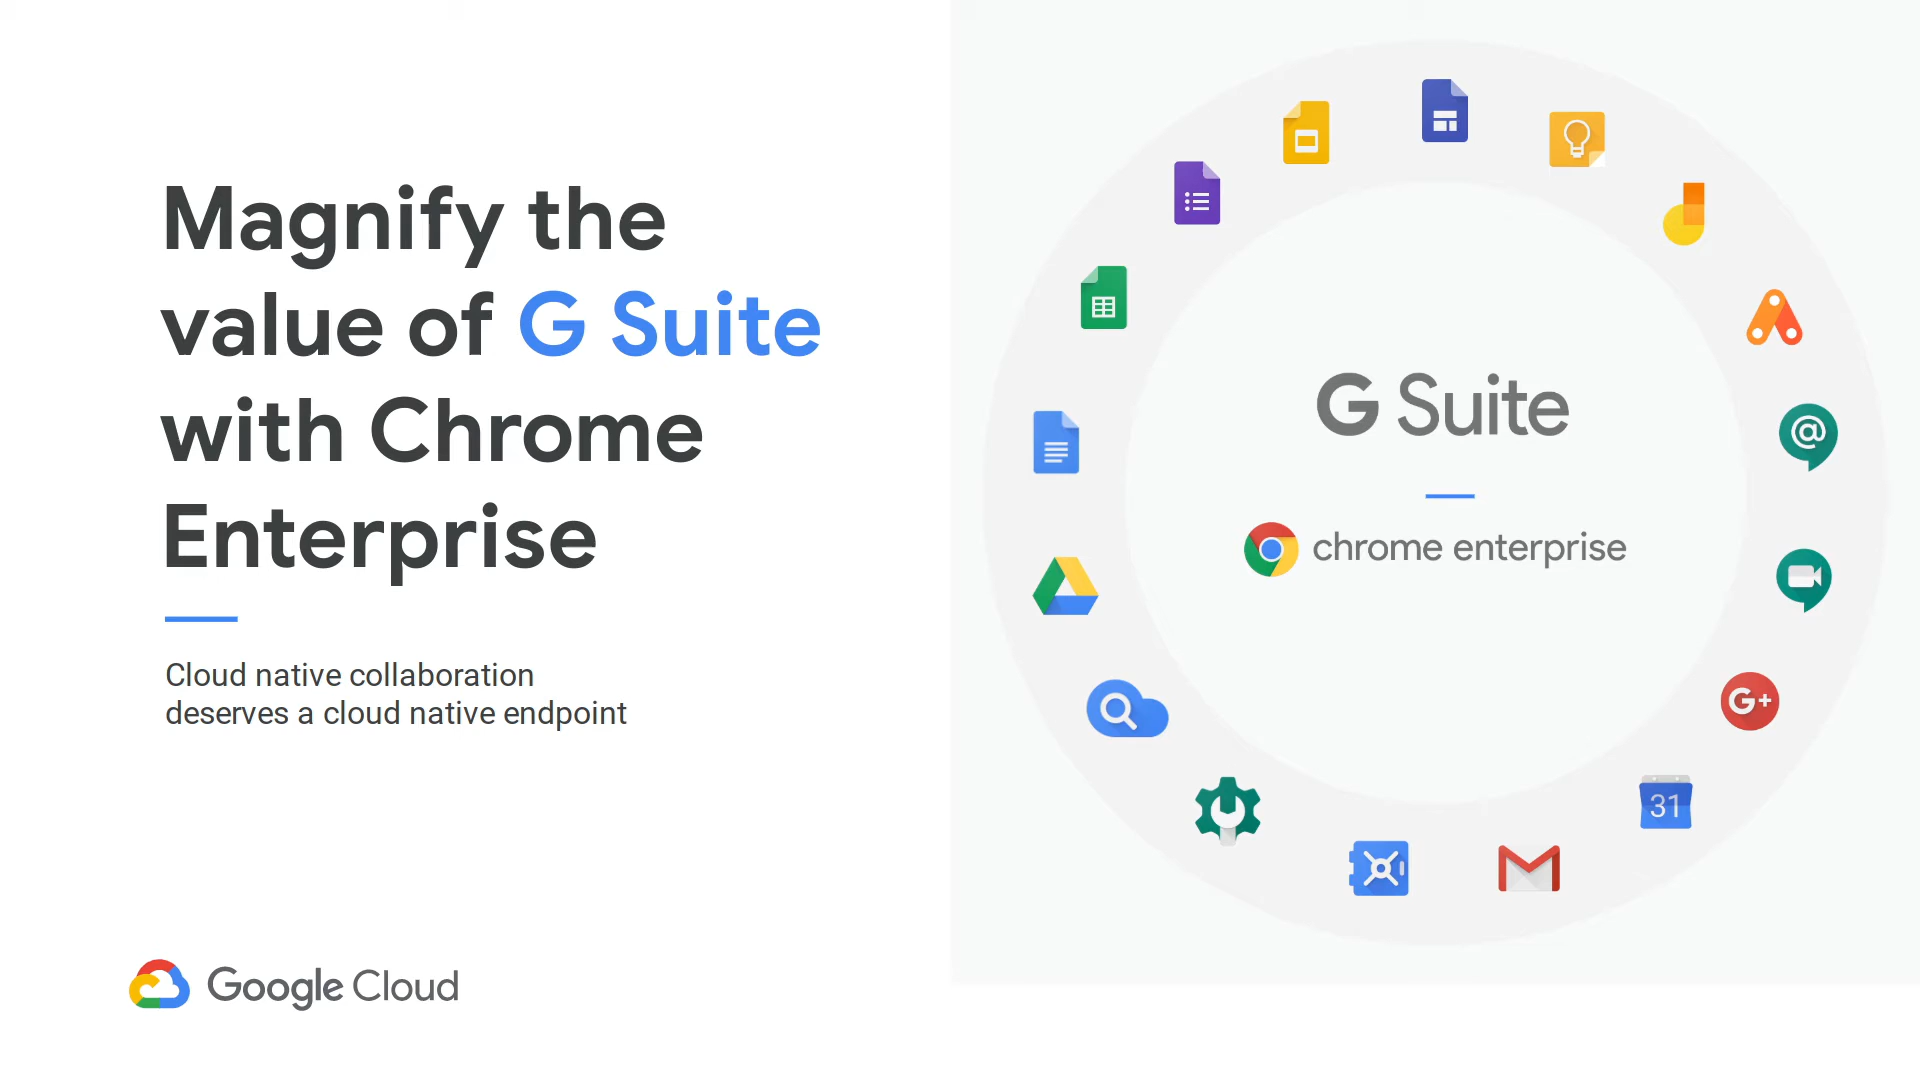 Magnify the
value of G Suite
with Chrome
Enterprise
Cloud native collaboration
deserves a cloud native endpoint
Google Cloud
G Suite
chrome enterprise
@
G+
31